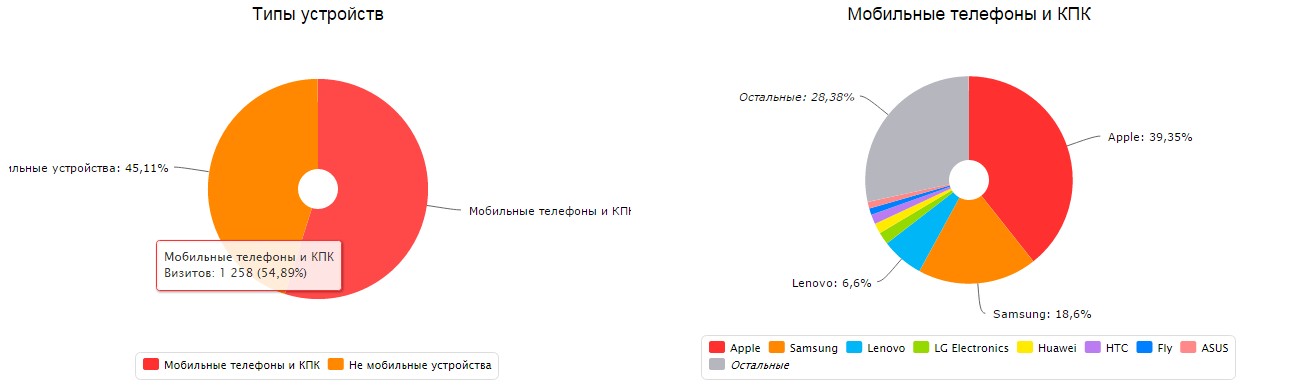 Типы устройств
ильные устройства: 45,11%
Мобильные телефоны и КПК
Мобильные телефоны и КПК
Визитов: 1 258 (54,89%)
Мобильные телефоны и КПК
Не мобильные устройства
Мобильные телефоны и КПК
Остальные: 28,38%
Apple: 39,35%
Lenovo: 6,6%
Samsung: 18,6%
Apple
Samsung
Lenovo
LG Electronics
Huawei
HTC
Fly
ASUS
Остальные